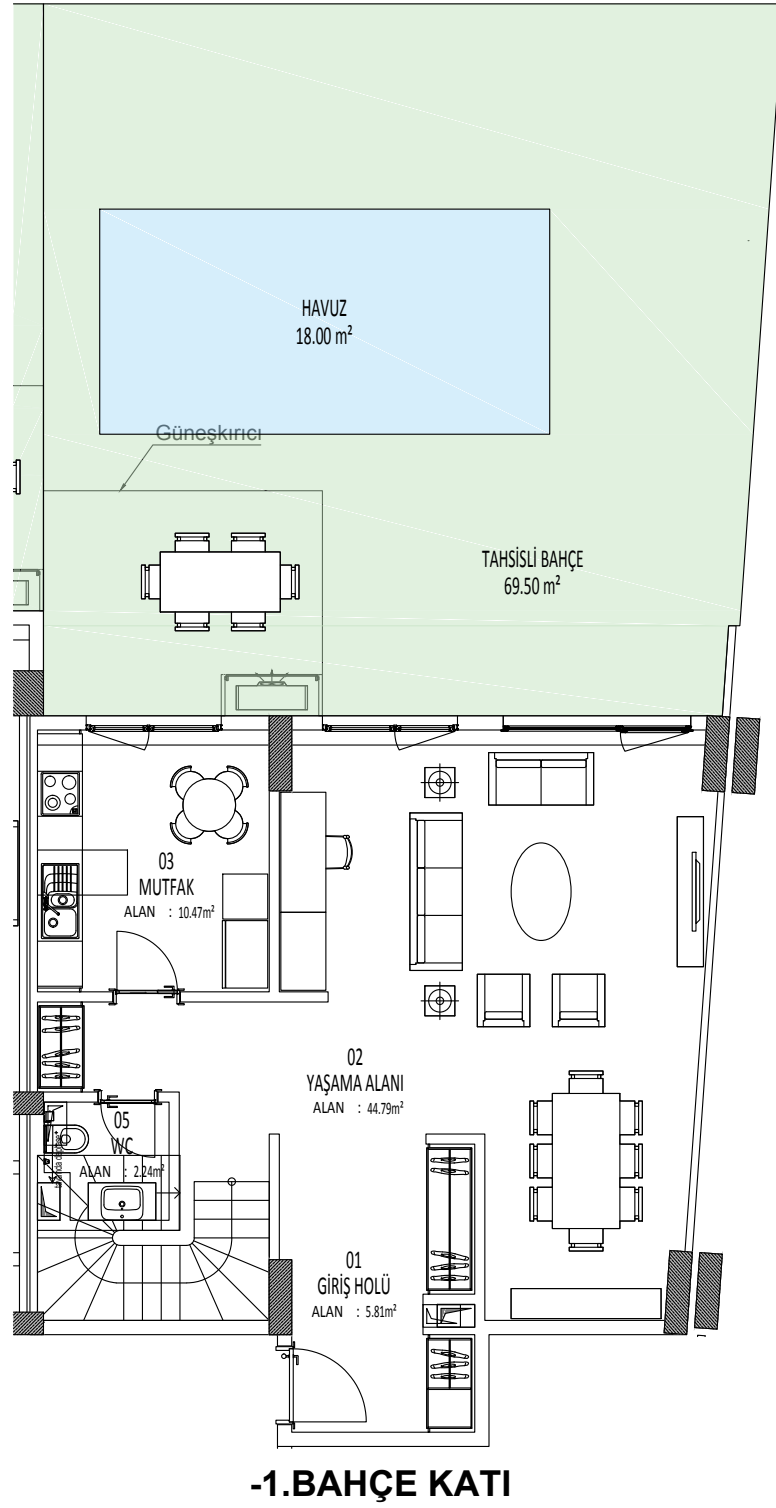 HAVUZ
18.00 m²
Güneşkırıcı
TAHSİSLİ BAHÇE
69.50 m²
03
MUTFAK
ALAN : 10.47m²
02
YAŞAMA ALANI
ALAN : 44.79m²
05
WC
ALAN : 2.24m²
01
GİRİŞ HOLÜ
ALAN : 5.81m²
-1.BAHÇE KATI